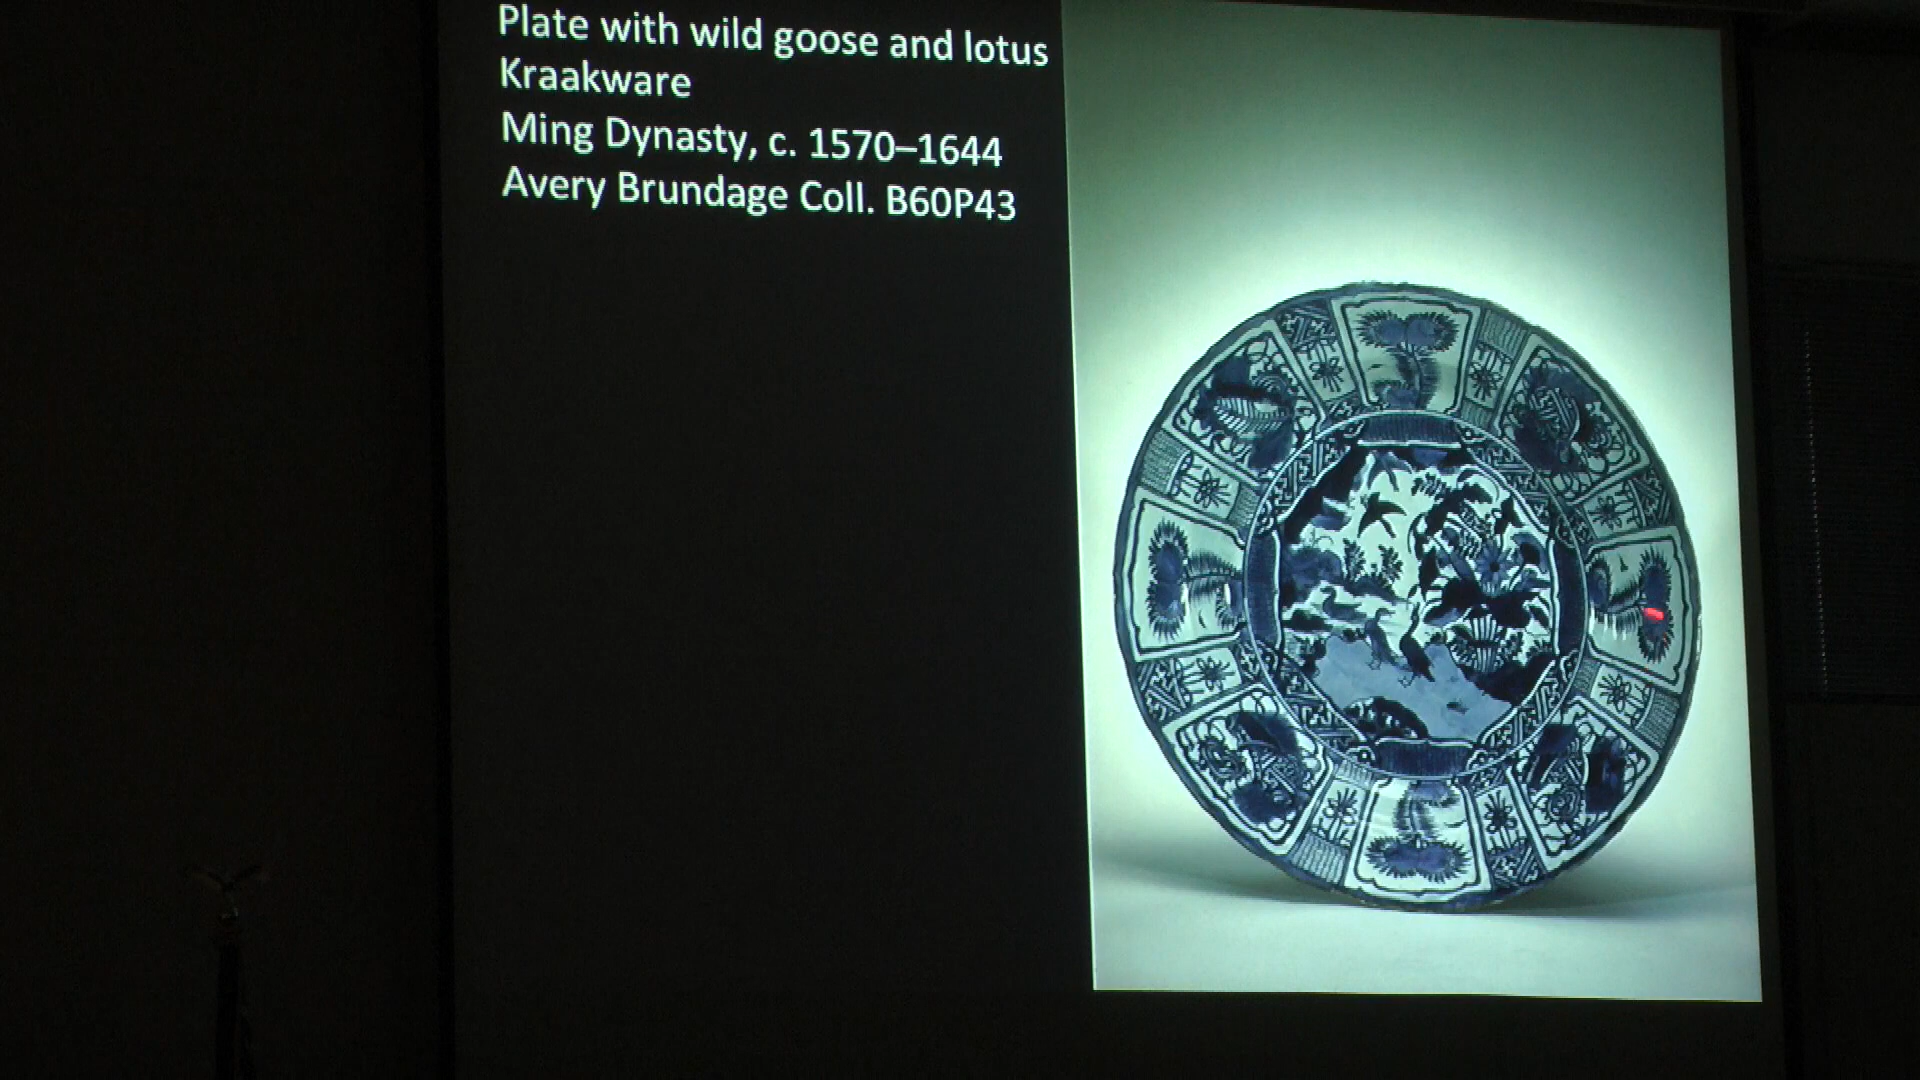 Plate with wild goose and lotus
Kraakware
Ming Dynasty, c. 1570–1644
Avery Brundage Coll. B60P43